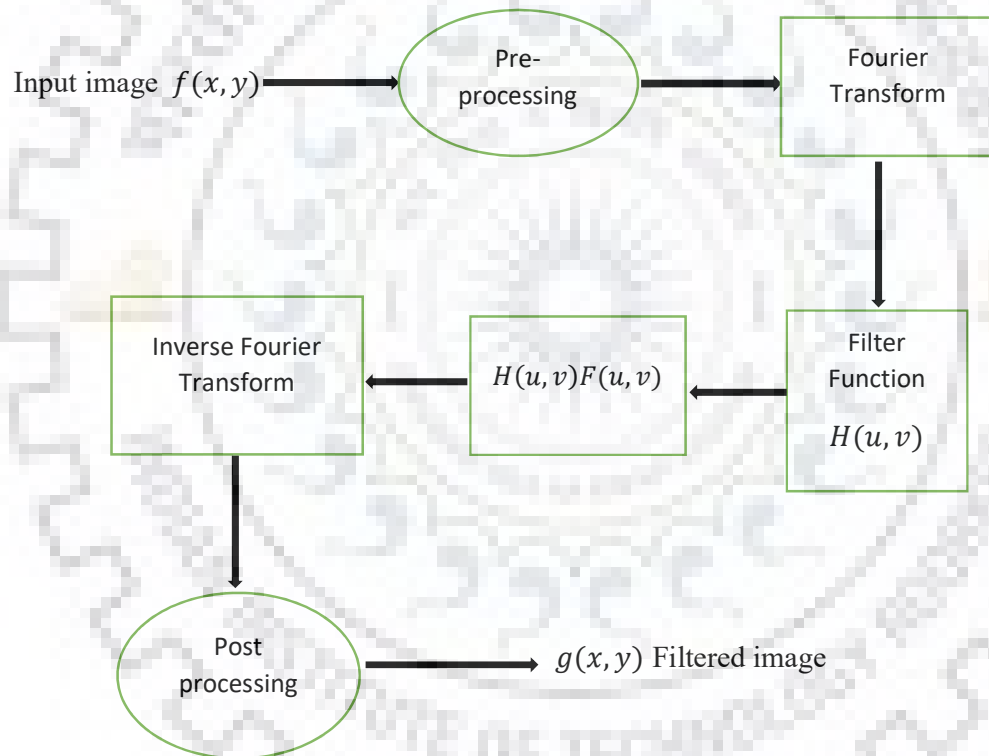 Input image f(x, y)
Pre-
processing
Fourier
Transform
Filter
Function
H(u, v)
H(u, v)F(u, v)
Inverse Fourier
Transform
Post
processing
g(x, y) Filtered image